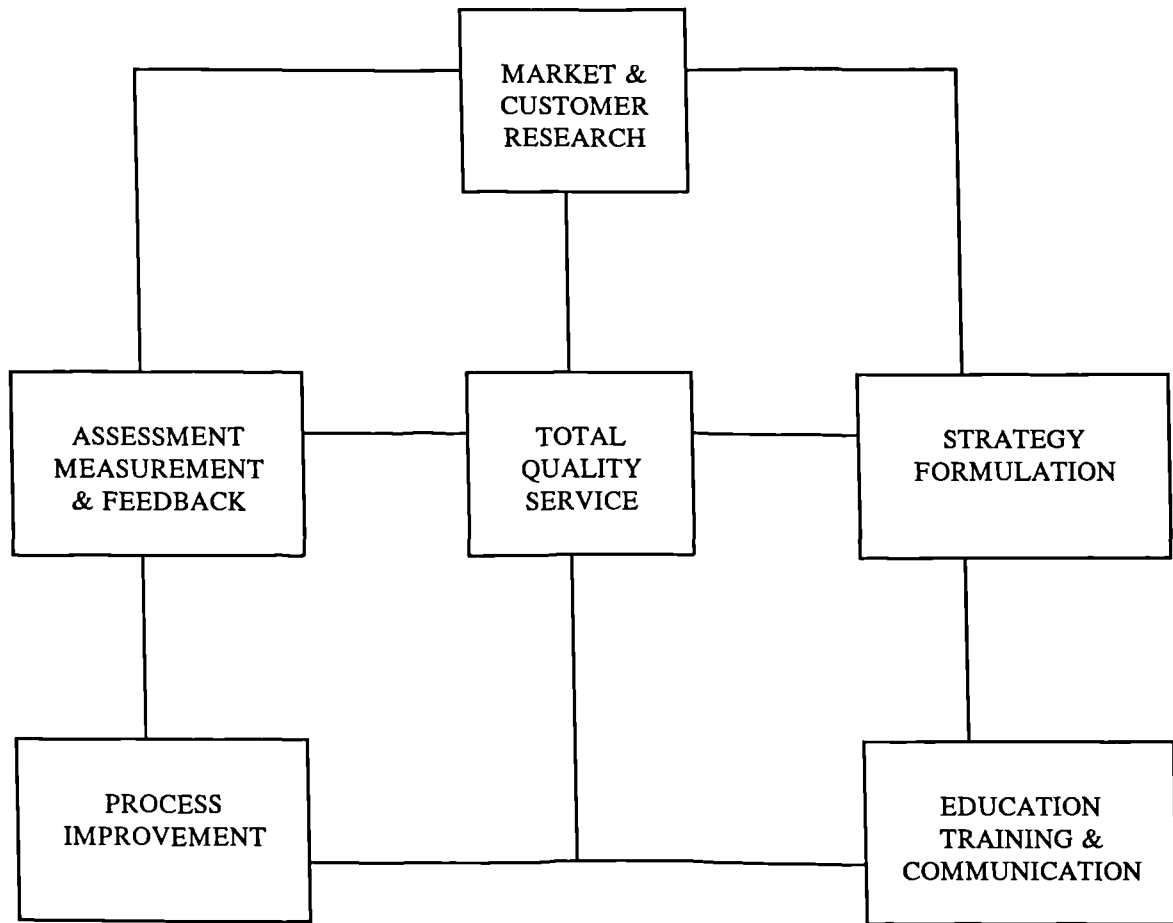 MARKET &
CUSTOMER
RESEARCH
ASSESSMENT
MEASUREMENT
& FEEDBACK
TOTAL
QUALITY
SERVICE
STRATEGY
FORMULATION
PROCESS
IMPROVEMENT
EDUCATION
TRAINING &
COMMUNICATION